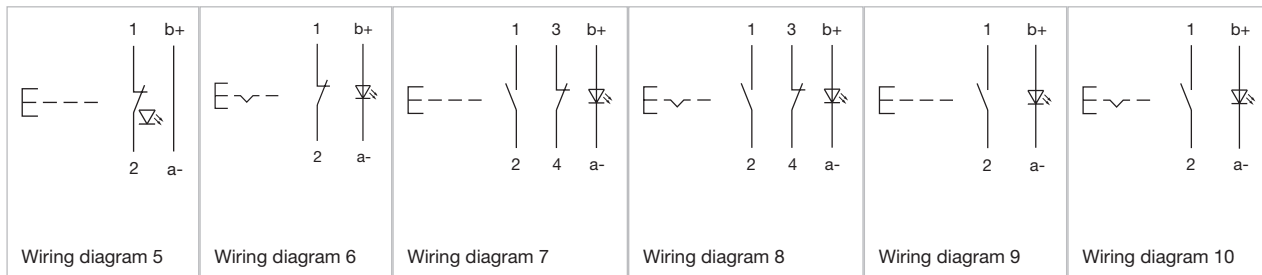 1 b+
2 a-
Wiring diagram 5
1 b+
2 a-
Wiring diagram 6
1 3 b+
2 4 a-
Wiring diagram 7
1 3 b+
2 4 a-
Wiring diagram 8
1 b+
2 a-
Wiring diagram 9
1 b+
2 a-
Wiring diagram 10